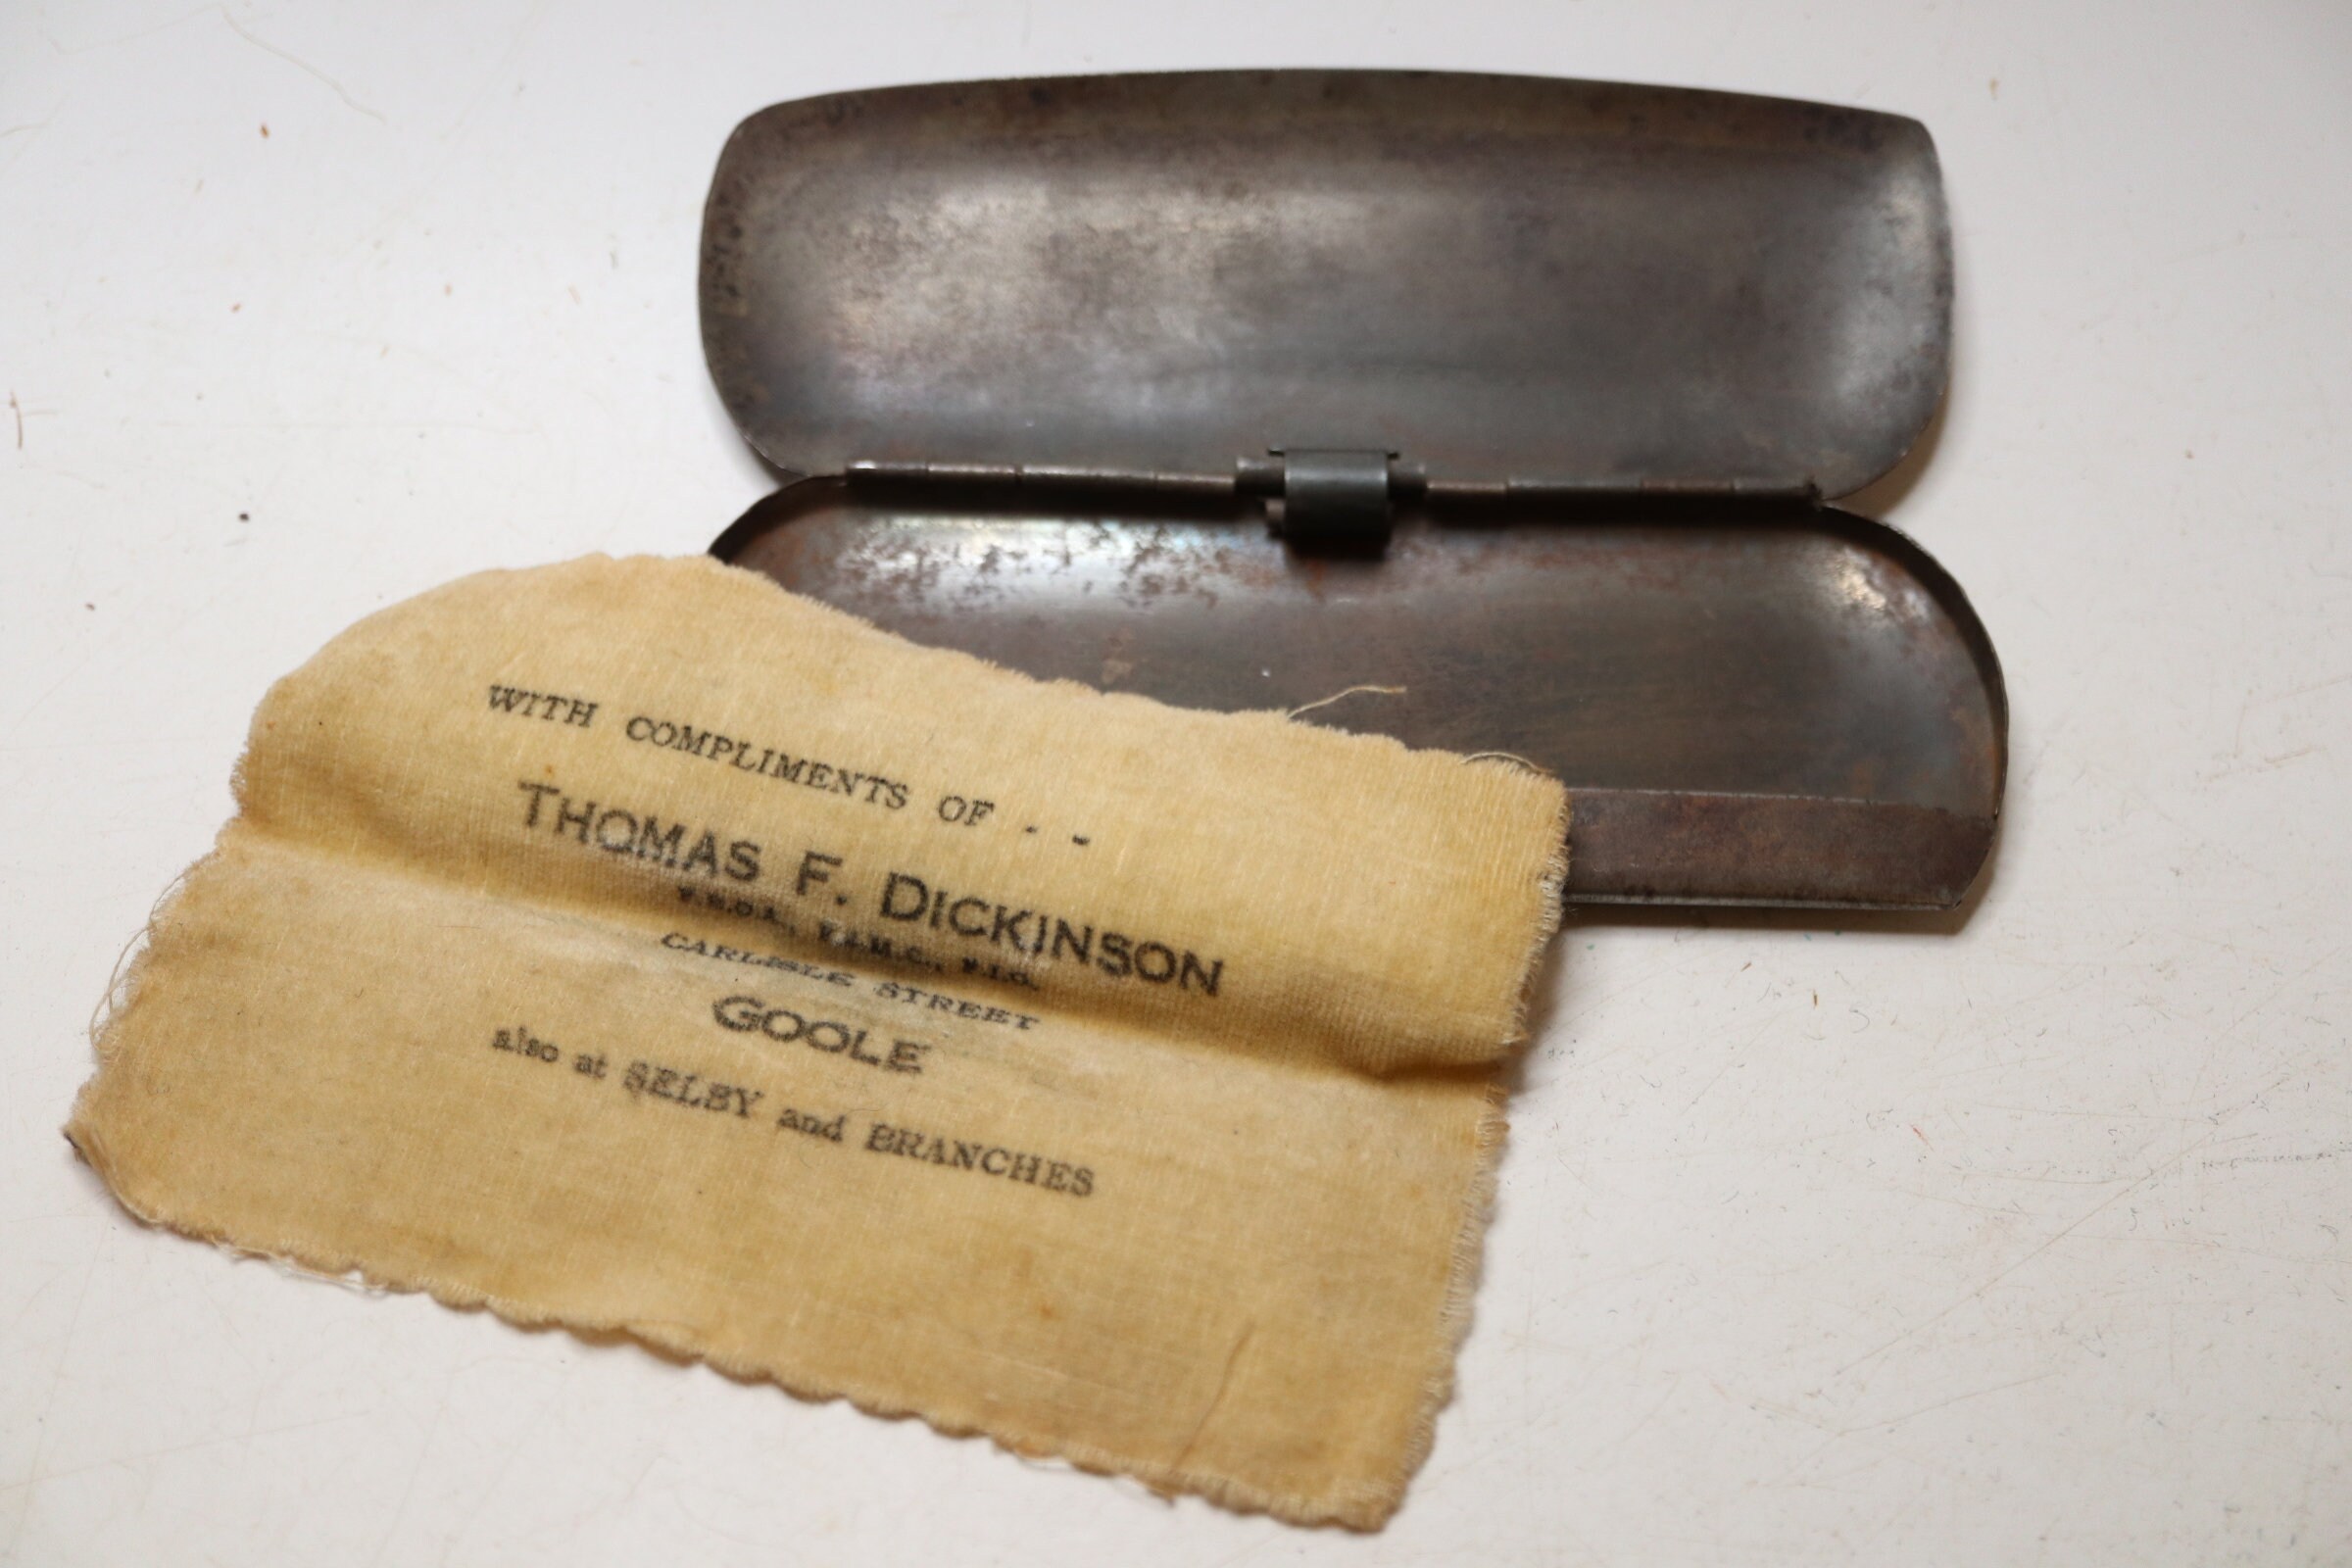 WITH COMPLIMENTS OF - -
THOMAS F. DICKINSON
F.B.O.A., F.S.M.C., F.I.O.
CARLISLE STREET
GOOLE
also at SELBY and BRANCHES